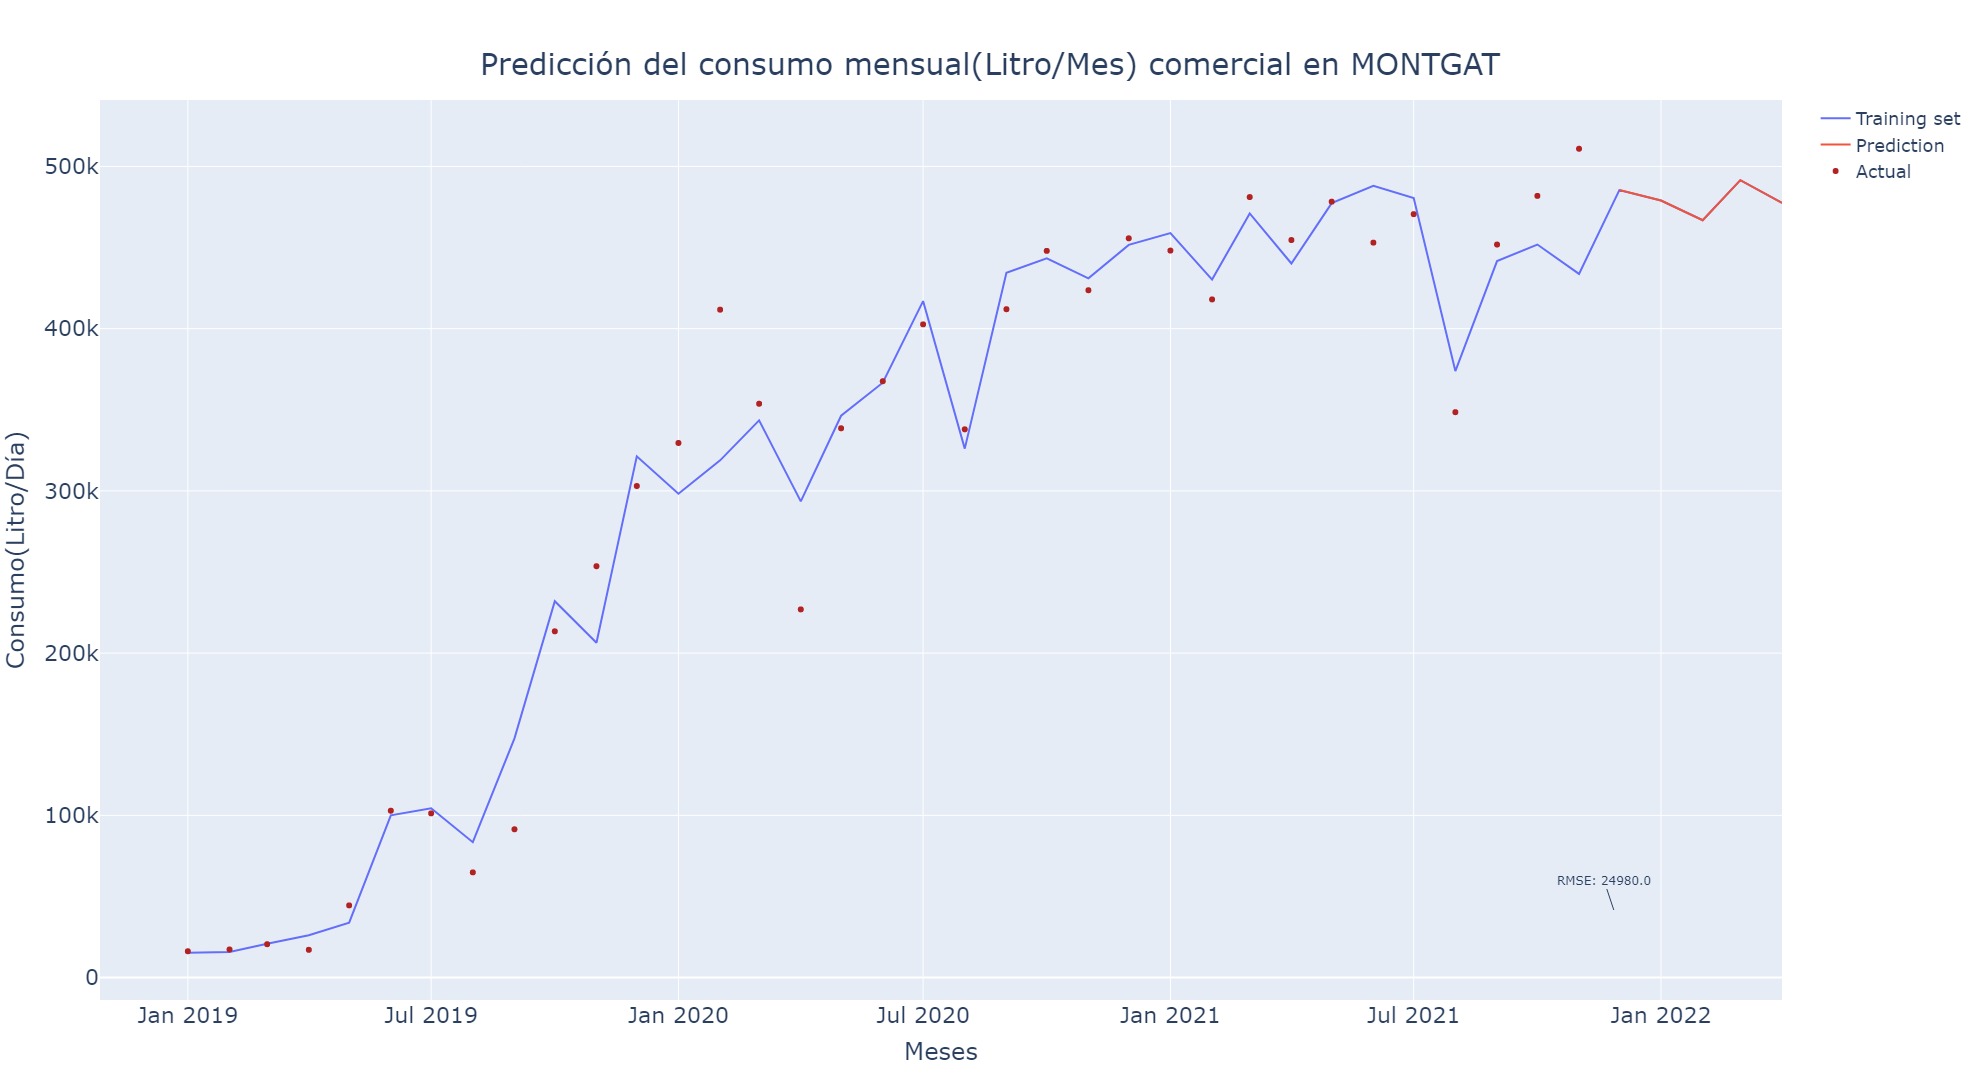 Predicción del consumo mensual(Litro/Mes) comercial en MONTGAT
Training set
Prediction
Actual
Consumo(Litro/Día)
500k
400k
300k
200k
100k
0
RMSE: 24980.0
Jan 2019
Jul 2019
Jan 2020
Jul 2020
Jan 2021
Jul 2021
Jan 2022
Meses